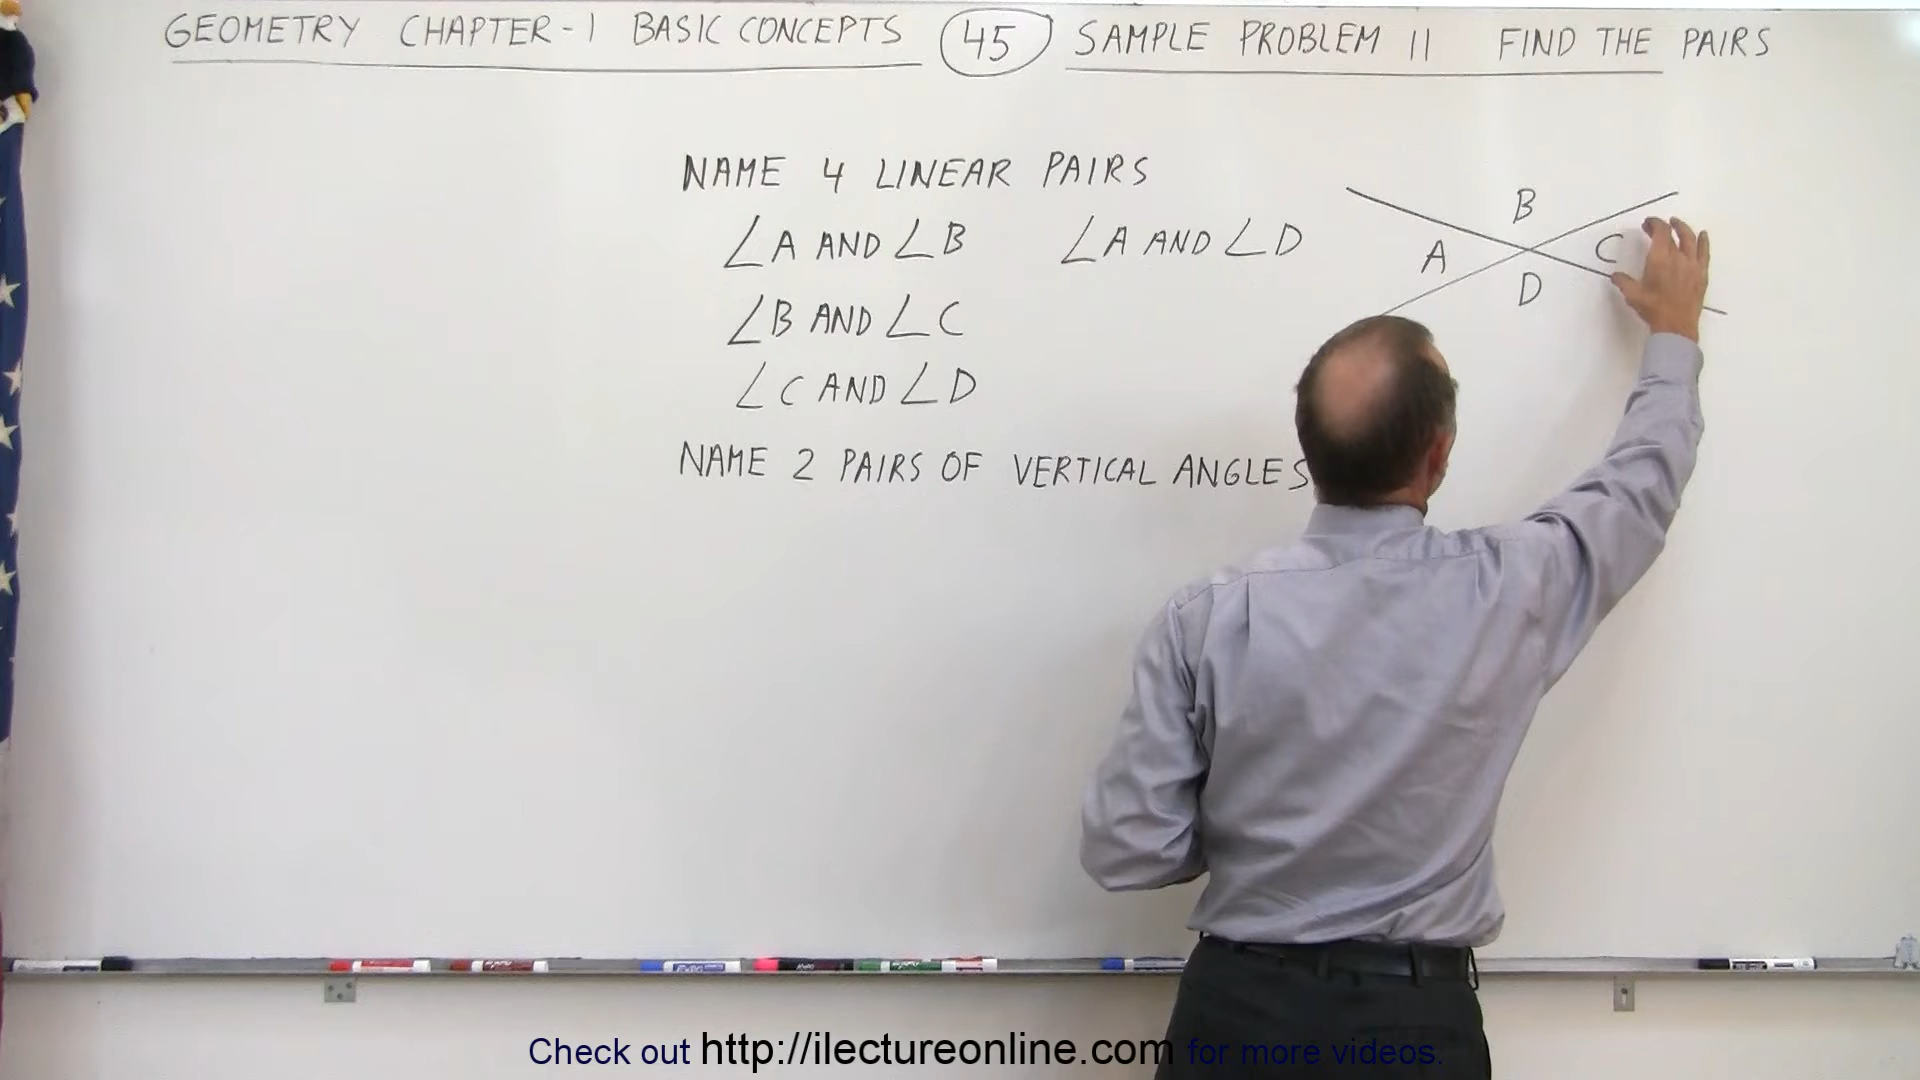 GEOMETRY CHAPTER-1 BASIC CONCEPTS 45 SAMPLE PROBLEM 11 FIND THE PAIRS
NAME 4 LINEAR PAIRS
∠A AND ∠B ∠A AND ∠D
∠B AND ∠C
∠C AND ∠D
NAME 2 PAIRS OF VERTICAL ANGLES
B
A C
D
Check out http://ilectureonline.com for more videos.